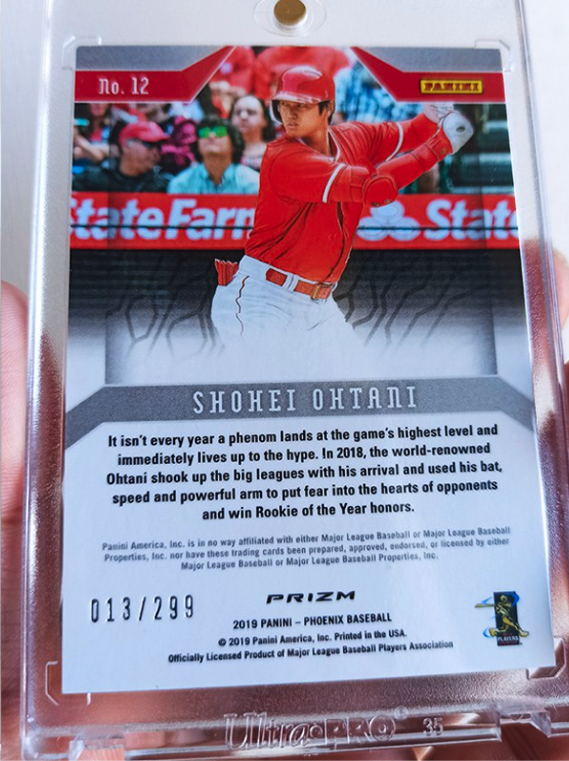 No. 12
PANINI
StateFarm
State
SHOHEI OHTANI
It isn't every year a phenom lands at the game's highest level and
immediately lives up to the hype. In 2018, the world-renowned
Ohtani shook up the big leagues with his arrival and used his bat,
speed and powerful arm to put fear into the hearts of opponents
and win Rookie of the Year honors.
Panini America, Inc. is in no way affiliated with either Major League Baseball or Major League Baseball
Properties, Inc. nor have these trading cards been prepared, approved, endorsed, or licensed by either
Major League Baseball or Major League Baseball Properties, Inc.
013/299
PRIZM
2019 PANINI – PHOENIX BASEBALL
© 2019 Panini America, Inc. Printed in the USA.
Officially Licensed Product of Major League Baseball Players Association
PLAYERS
Ultra·PRO® 35